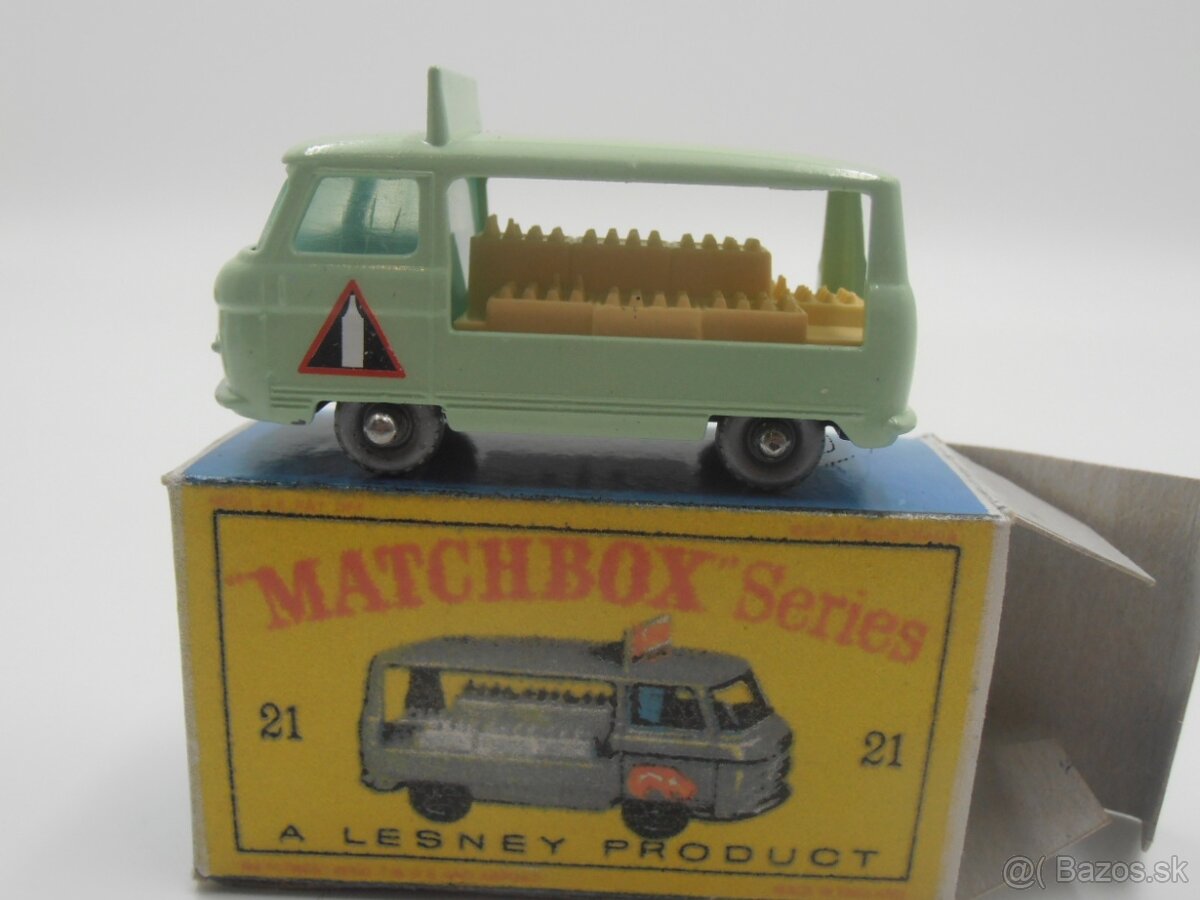 "MATCHBOX" Series
21 21
A LESNEY PRODUCT
@( Bazos.sk